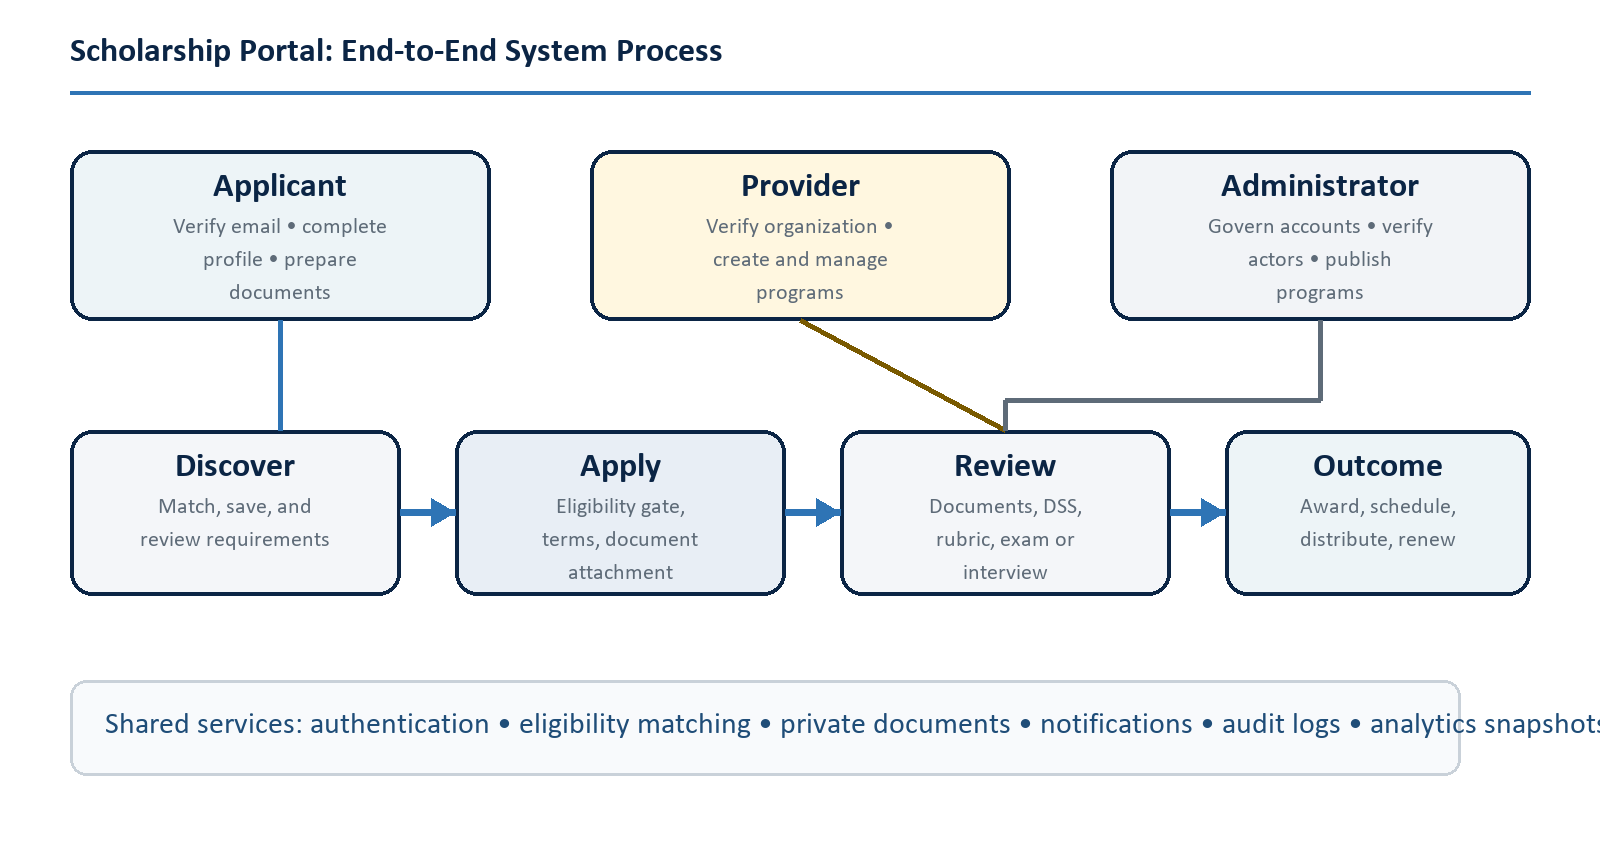 Scholarship Portal: End-to-End System Process
Applicant
Verify email • complete
profile • prepare
documents
Provider
Verify organization •
create and manage
programs
Administrator
Govern accounts • verify
actors • publish
programs
Discover
Match, save, and
review requirements
Apply
Eligibility gate,
terms, document
attachment
Review
Documents, DSS,
rubric, exam or
interview
Outcome
Award, schedule,
distribute, renew
Shared services: authentication • eligibility matching • private documents • notifications • audit logs • analytics snapshots